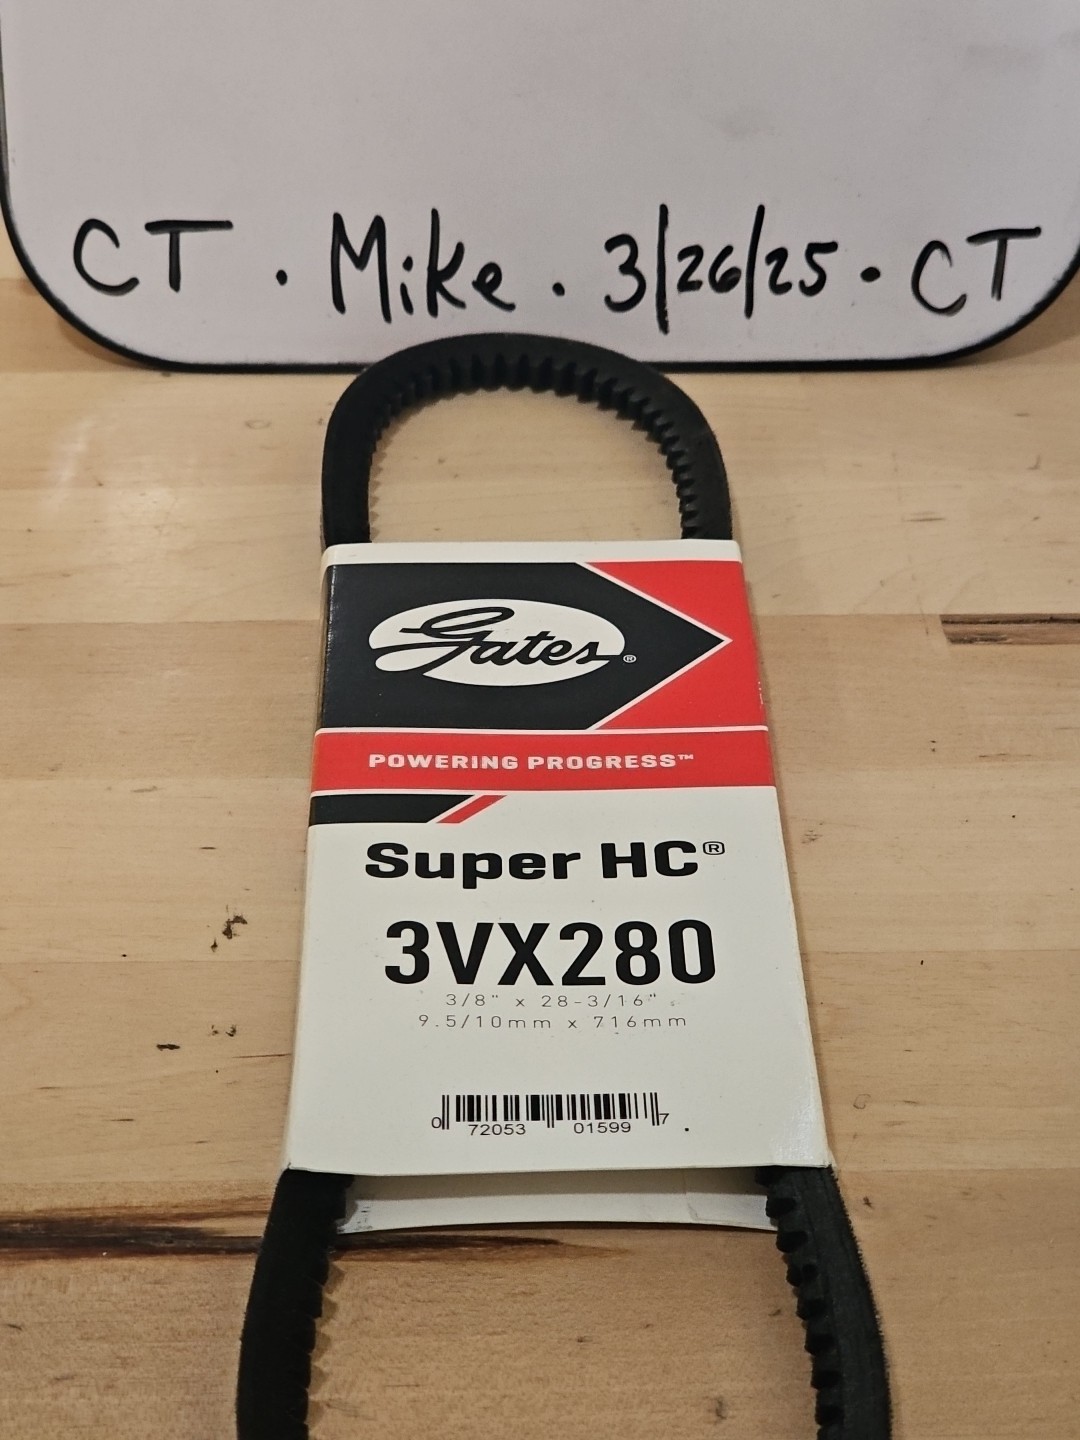 CT · Mike · 3/26/25 · CT
Gates®
POWERING PROGRESS™
Super HC®
3VX280
3/8" x 28-3/16"
9.5/10mm x 716mm
0 72053 01599 7